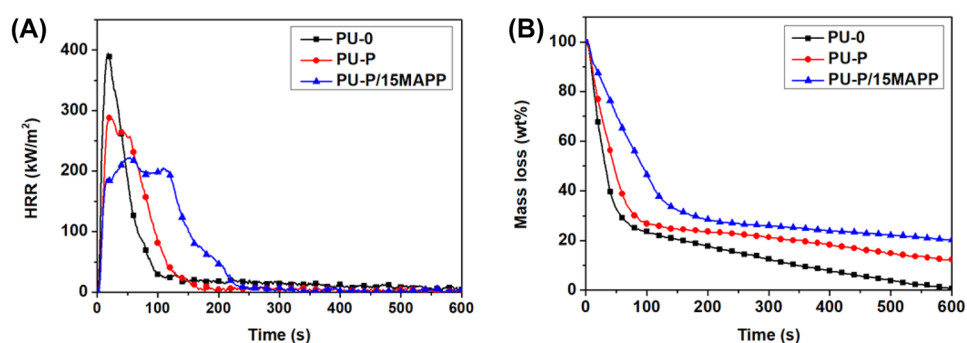 (A)
HRR (kW/m²)
400
300
200
100
0
PU-0
PU-P
PU-P/15MAPP
0 100 200 300 400 500 600
Time (s)
(B)
Mass loss (wt%)
100
80
60
40
20
0
PU-0
PU-P
PU-P/15MAPP
0 100 200 300 400 500 600
Time (s)